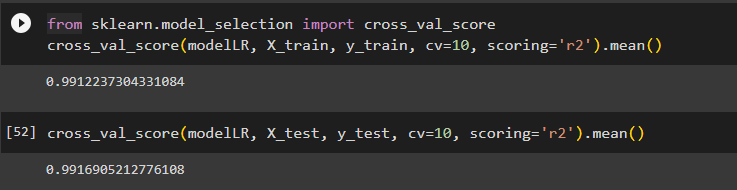 from sklearn.model_selection import cross_val_score
cross_val_score(modelLR, X_train, y_train, cv=10, scoring='r2').mean()
0.9912237304331084
[52] cross_val_score(modelLR, X_test, y_test, cv=10, scoring='r2').mean()
0.9916905212776108